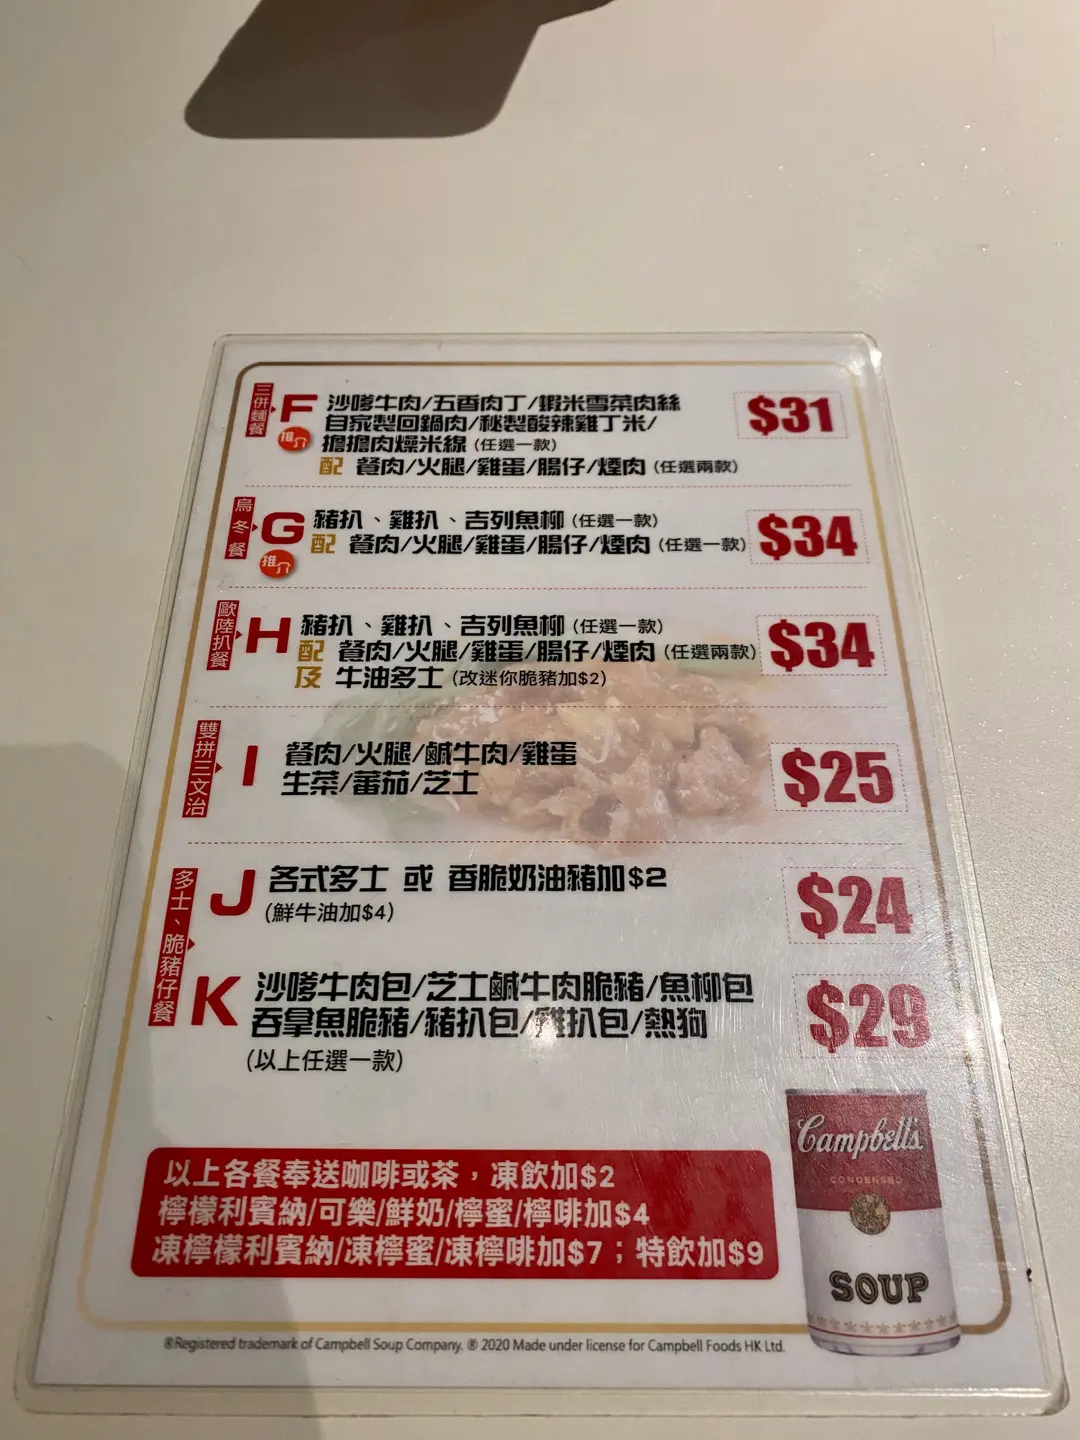 三併麵餐
F 沙嗲牛肉/五香肉丁/蝦米雪菜肉絲 $31
推介
自家製回鍋肉/秘製酸辣雞丁米/
擔擔肉燥米線 (任選一款)
配 餐肉/火腿/雞蛋/腸仔/煙肉 (任選兩款)
烏冬餐
G 豬扒、雞扒、吉列魚柳 (任選一款) $34
推介
配 餐肉/火腿/雞蛋/腸仔/煙肉 (任選一款)
歐陸扒餐
H 豬扒、雞扒、吉列魚柳 (任選一款) $34
配 餐肉/火腿/雞蛋/腸仔/煙肉 (任選兩款)
及 牛油多士 (改迷你脆豬加$2)
雙拼三文治
I 餐肉/火腿/鹹牛肉/雞蛋 $25
生菜/蕃茄/芝士
多士、脆豬仔餐
J 各式多士 或 香脆奶油豬加$2 $24
(鮮牛油加$4)
K 沙嗲牛肉包/芝士鹹牛肉脆豬/魚柳包 $29
吞拿魚脆豬/豬扒包/雞扒包/熱狗
(以上任選一款)
以上各餐奉送咖啡或茶，凍飲加$2
檸檬利賓納/可樂/鮮奶/檸蜜/檸啡加$4
凍檸檬利賓納/凍檸蜜/凍檸啡加$7；特飲加$9
Campbell's
CONDENSED
SOUP
®Registered trademark of Campbell Soup Company. ® 2020 Made under license for Campbell Foods HK Ltd.